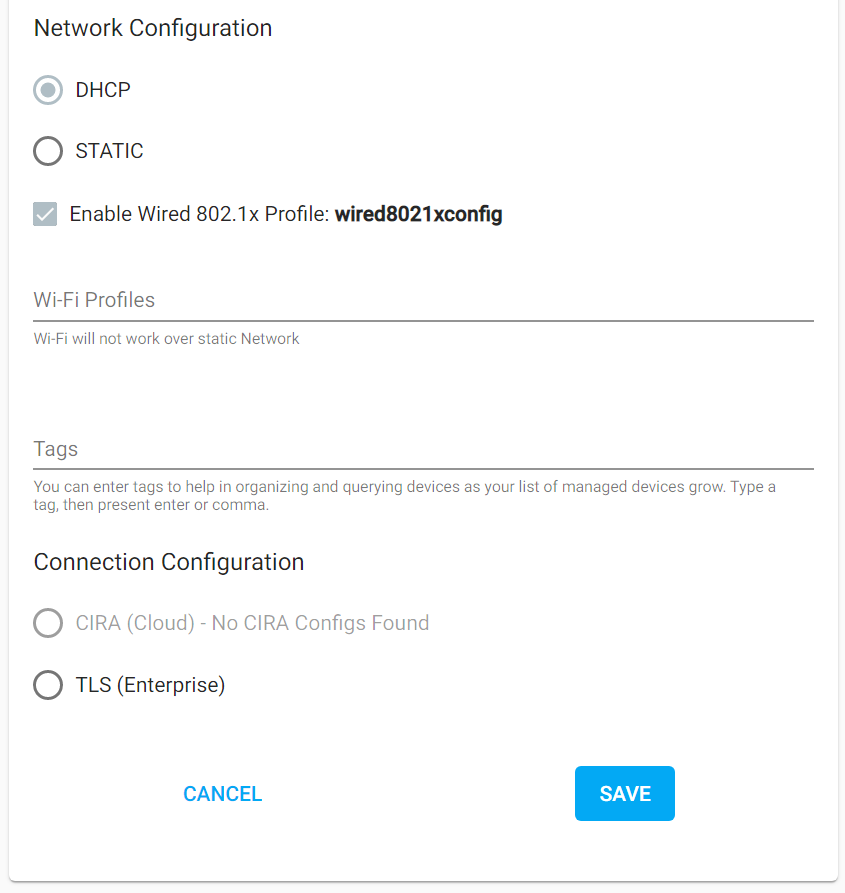 Network Configuration
DHCP
STATIC
Enable Wired 802.1x Profile: wired8021xconfig
Wi-Fi Profiles
Wi-Fi will not work over static Network
Tags
You can enter tags to help in organizing and querying devices as your list of managed devices grow. Type a
tag, then present enter or comma.
Connection Configuration
CIRA (Cloud) - No CIRA Configs Found
TLS (Enterprise)
CANCEL
SAVE